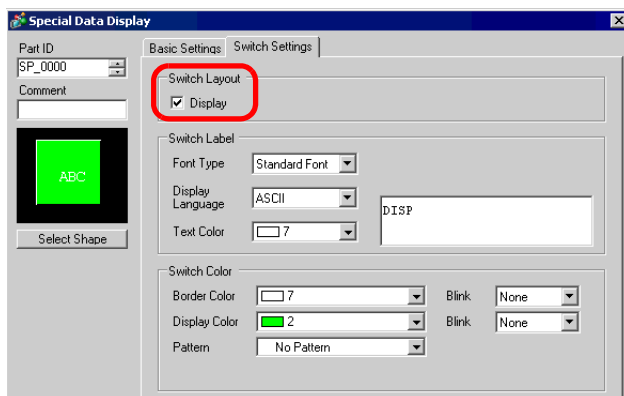 Special Data Display
Part ID
SP_0000
Comment
ABC
Select Shape
Basic Settings Switch Settings
Switch Layout
Display
Switch Label
Font Type Standard Font
Display Language ASCII
Text Color 7
DISP
Switch Color
Border Color 7 Blink None
Display Color 2 Blink None
Pattern No Pattern